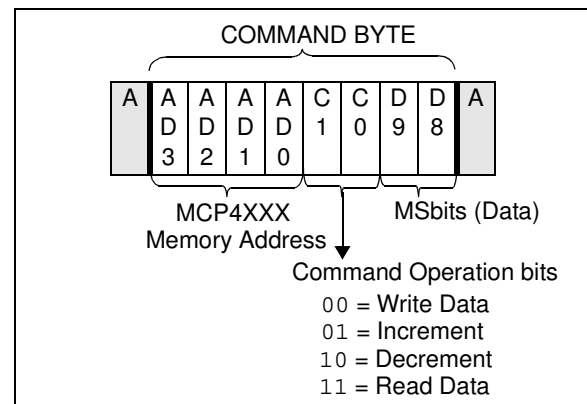 COMMAND BYTE
A A A A A C C D D A
D D D D 1 0 9 8
3 2 1 0
MCP4XXX MSbits (Data)
Memory Address
Command Operation bits
00 = Write Data
01 = Increment
10 = Decrement
11 = Read Data